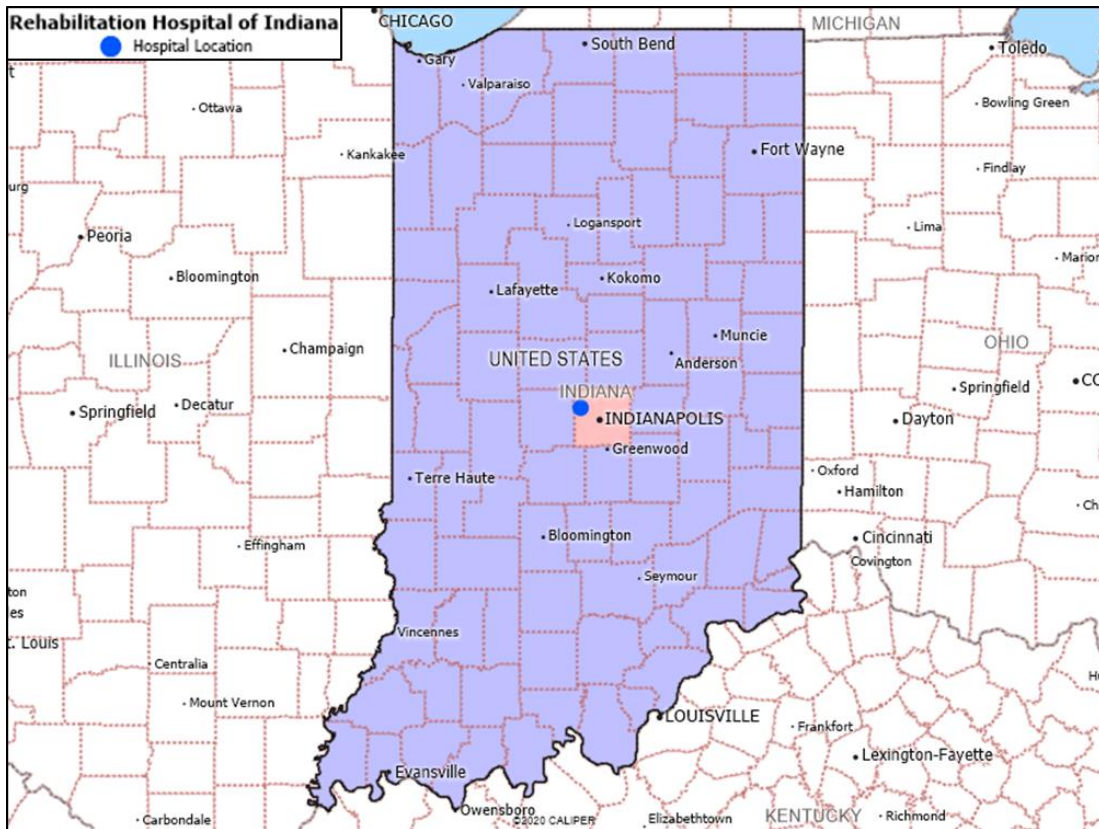 Rehabilitation Hospital of Indiana
Hospital Location
CHICAGO
MICHIGAN
Gary
South Bend
Toledo
Valparaiso
Ottawa
Bowling Green
Kankakee
Fort Wayne
Findlay
Logansport
Lima
Peoria
Bloomington
Kokomo
Lafayette
Marion
Muncie
Champaign
UNITED STATES
Anderson
OHIO
ILLINOIS
INDIANA
Springfield
Springfield
Decatur
INDIANAPOLIS
Dayton
Greenwood
Oxford
Terre Haute
Hamilton
Bloomington
Cincinnati
Effingham
Covington
Seymour
Vincennes
t. Louis
Centralia
Mount Vernon
LOUISVILLE
Frankfort
Lexington-Fayette
Evansville
Owensboro
Carbondale
©2020 CALIPER
Elizabethtown
KENTUCKY
Richmond